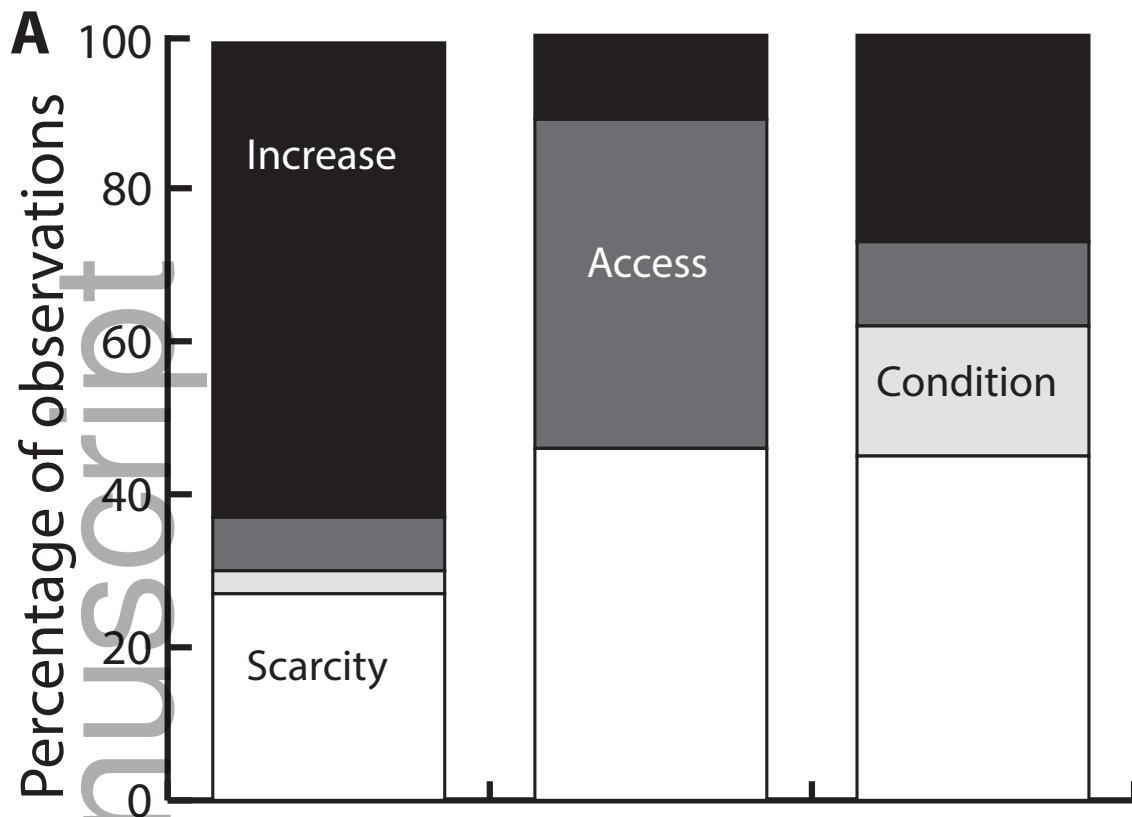 A
Percentage of observations
100
80
60
40
20
0
Increase
Access
Condition
Scarcity
nuscript